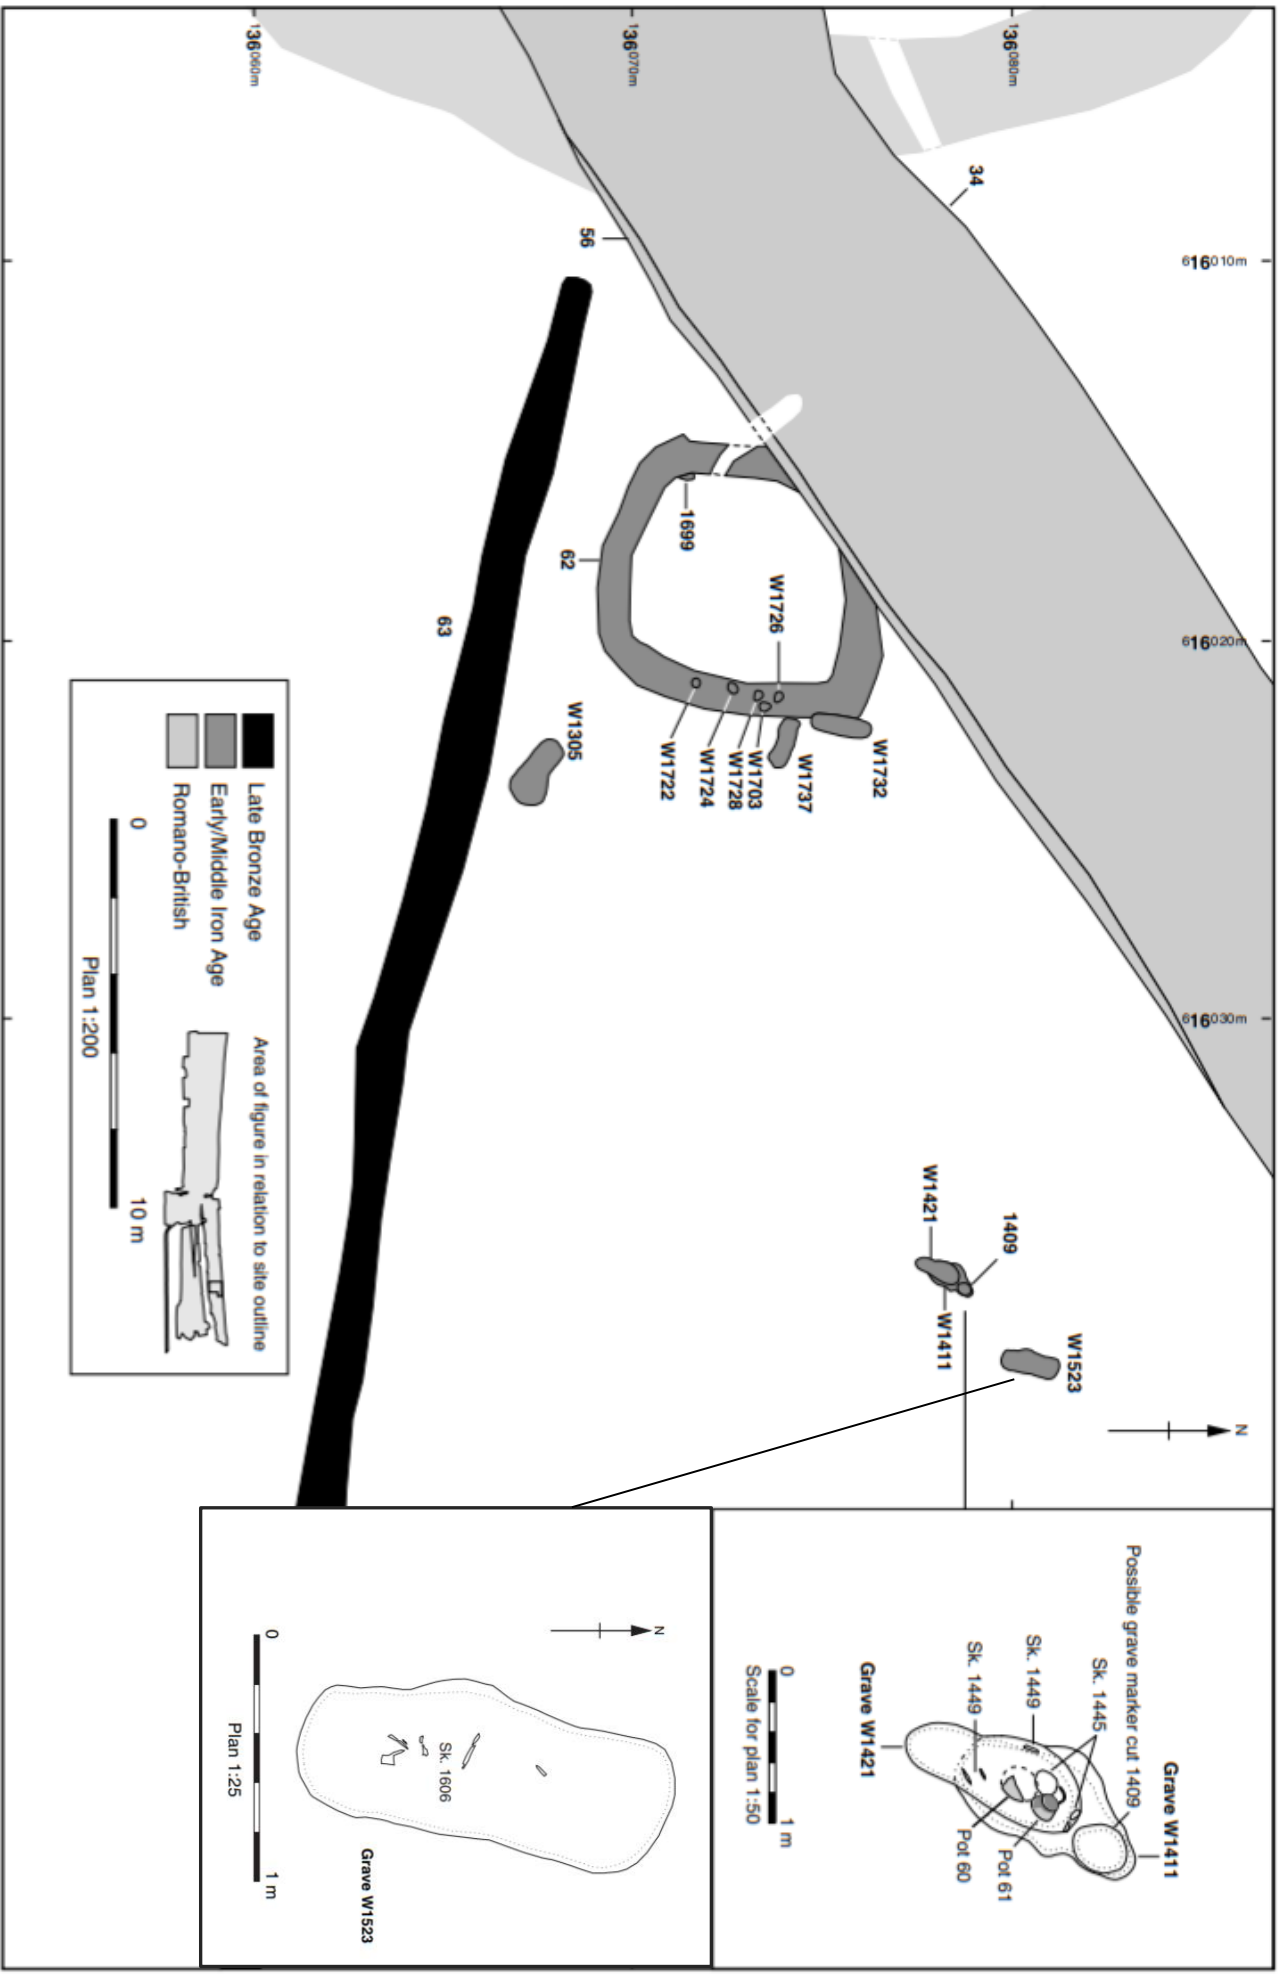 136080m
136070m
136060m
616010m
616020m
616030m
34
56
63
62
1699
W1726
W1732
W1737
W1703
W1728
W1724
W1722
W1305
1409
W1421
W1411
W1523
N
Grave W1411
Possible grave marker cut 1409
Sk. 1445
Sk. 1449
Sk. 1449
Pot 61
Pot 60
Grave W1421
0 1 m
Scale for plan 1:50
N
Sk. 1606
Grave W1523
0 1 m
Plan 1:25
Late Bronze Age
Early/Middle Iron Age
Romano-British
Area of figure in relation to site outline
0 10 m
Plan 1:200